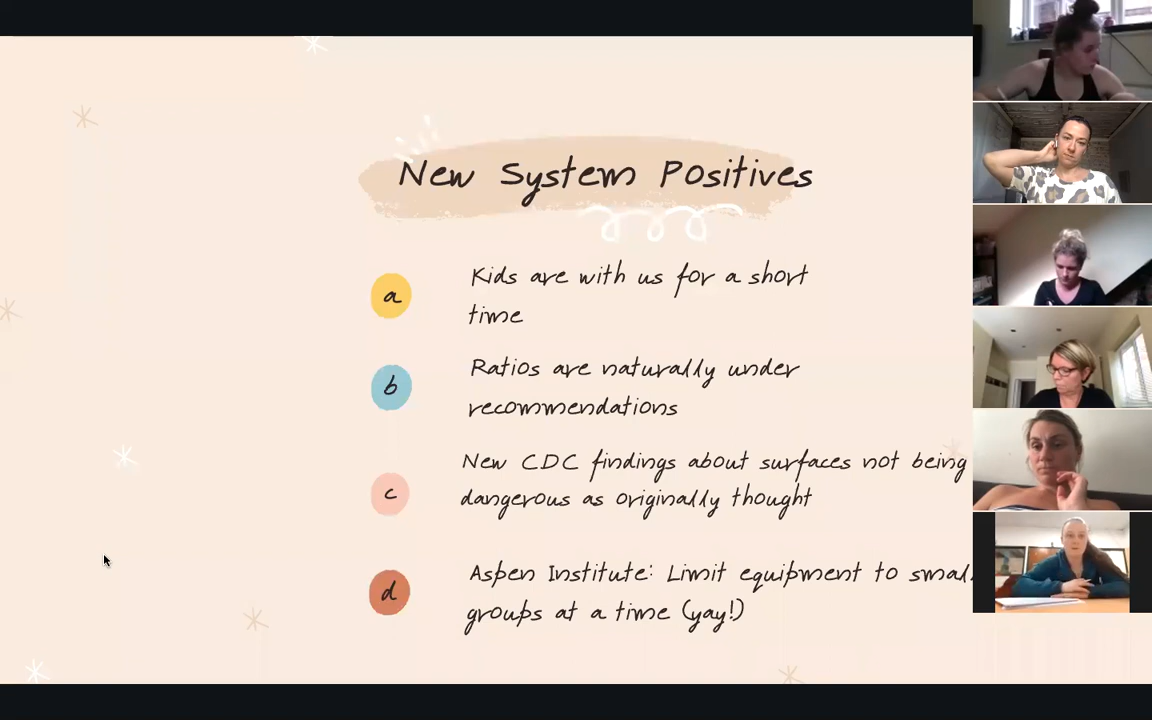 New System Positives
a
Kids are with us for a short
time
b
Ratios are naturally under
recommendations
c
New CDC findings about surfaces not being
dangerous as originally thought
d
Aspen Institute: Limit equipment to small
groups at a time (yay!)